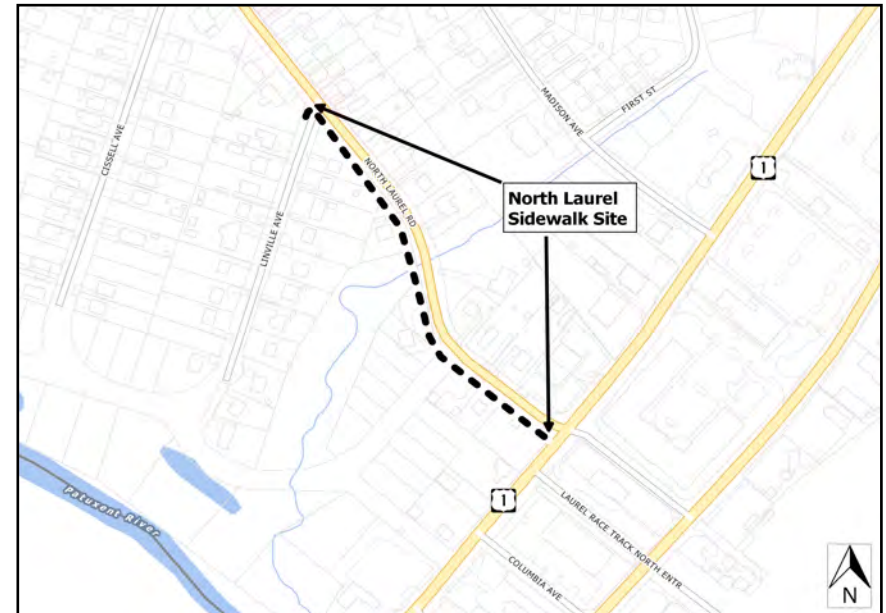 CISSELL AVE
LINVILLE AVE
NORTH LAUREL RD
MADISON AVE
FIRST ST
1
North Laurel
Sidewalk Site
1
LAUREL RACE TRACK NORTH ENTR
COLUMBIA AVE
Patuxent River
N